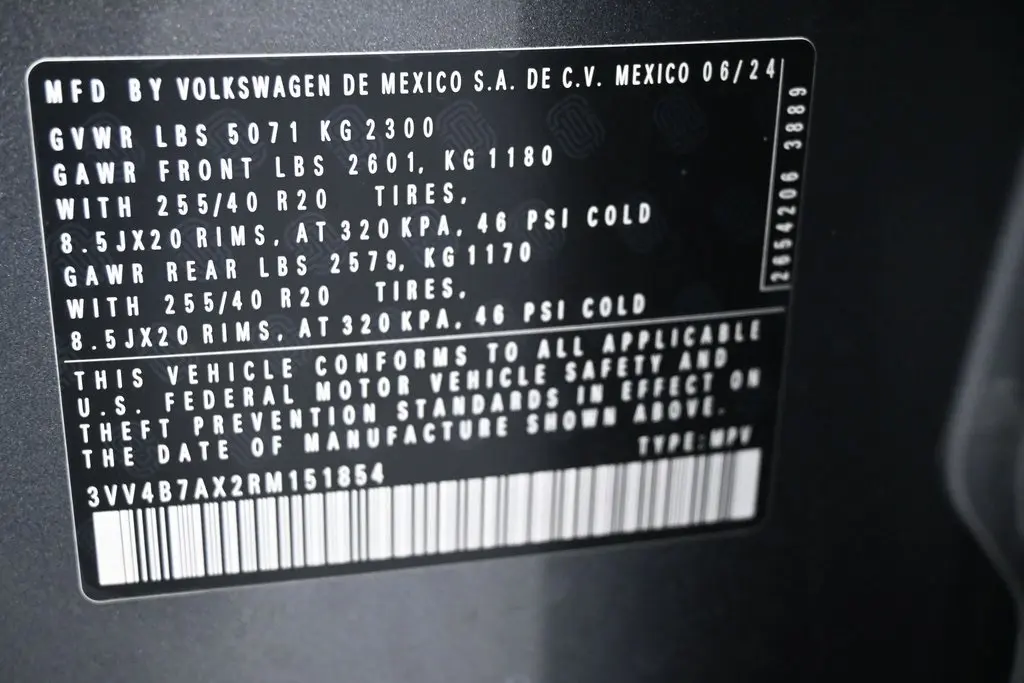 MFD BY VOLKSWAGEN DE MEXICO S.A. DE C.V. MEXICO 06/24
GVWR LBS 5071 KG 2300
GAWR FRONT LBS 2601, KG 1180
WITH 255/40 R20 TIRES,
8.5JX20 RIMS, AT 320 KPA, 46 PSI COLD
GAWR REAR LBS 2579, KG 1170
WITH 255/40 R20 TIRES,
8.5JX20 RIMS, AT 320 KPA, 46 PSI COLD
2654206 3889
THIS VEHICLE CONFORMS TO ALL APPLICABLE
U.S. FEDERAL MOTOR VEHICLE SAFETY AND
THEFT PREVENTION STANDARDS IN EFFECT ON
THE DATE OF MANUFACTURE SHOWN ABOVE.
TYPE: MPV
3VV4B7AX2RM151854